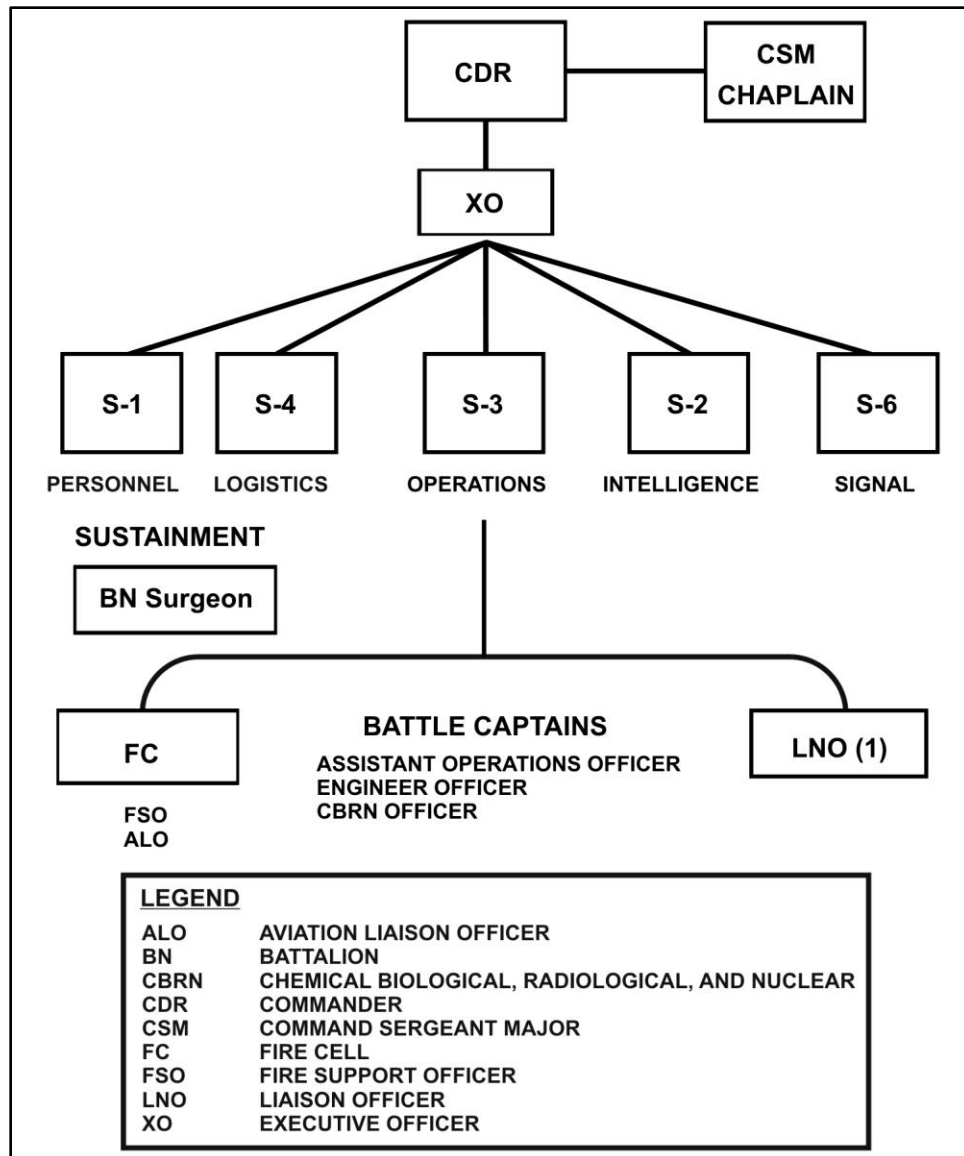 CDR
CSM
CHAPLAIN
XO
S-1
S-4
S-3
S-2
S-6
PERSONNEL
LOGISTICS
OPERATIONS
INTELLIGENCE
SIGNAL
SUSTAINMENT
BN Surgeon
FC
FSO
ALO
BATTLE CAPTAINS
ASSISTANT OPERATIONS OFFICER
ENGINEER OFFICER
CBRN OFFICER
LNO (1)
LEGEND
ALO AVIATION LIAISON OFFICER
BN BATTALION
CBRN CHEMICAL BIOLOGICAL, RADIOLOGICAL, AND NUCLEAR
CDR COMMANDER
CSM COMMAND SERGEANT MAJOR
FC FIRE CELL
FSO FIRE SUPPORT OFFICER
LNO LIAISON OFFICER
XO EXECUTIVE OFFICER